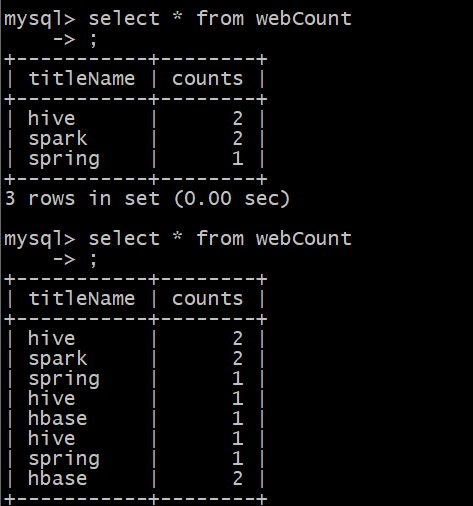 mysql> select * from webCount
    -> ;
+-----------+--------+
| titleName | counts |
+-----------+--------+
| hive      |      2 |
| spark     |      2 |
| spring    |      1 |
+-----------+--------+
3 rows in set (0.00 sec)

mysql> select * from webCount
    -> ;
+-----------+--------+
| titleName | counts |
+-----------+--------+
| hive      |      2 |
| spark     |      2 |
| spring    |      1 |
| hive      |      1 |
| hbase     |      1 |
| hive      |      1 |
| spring    |      1 |
| hbase     |      2 |
+-----------+--------+